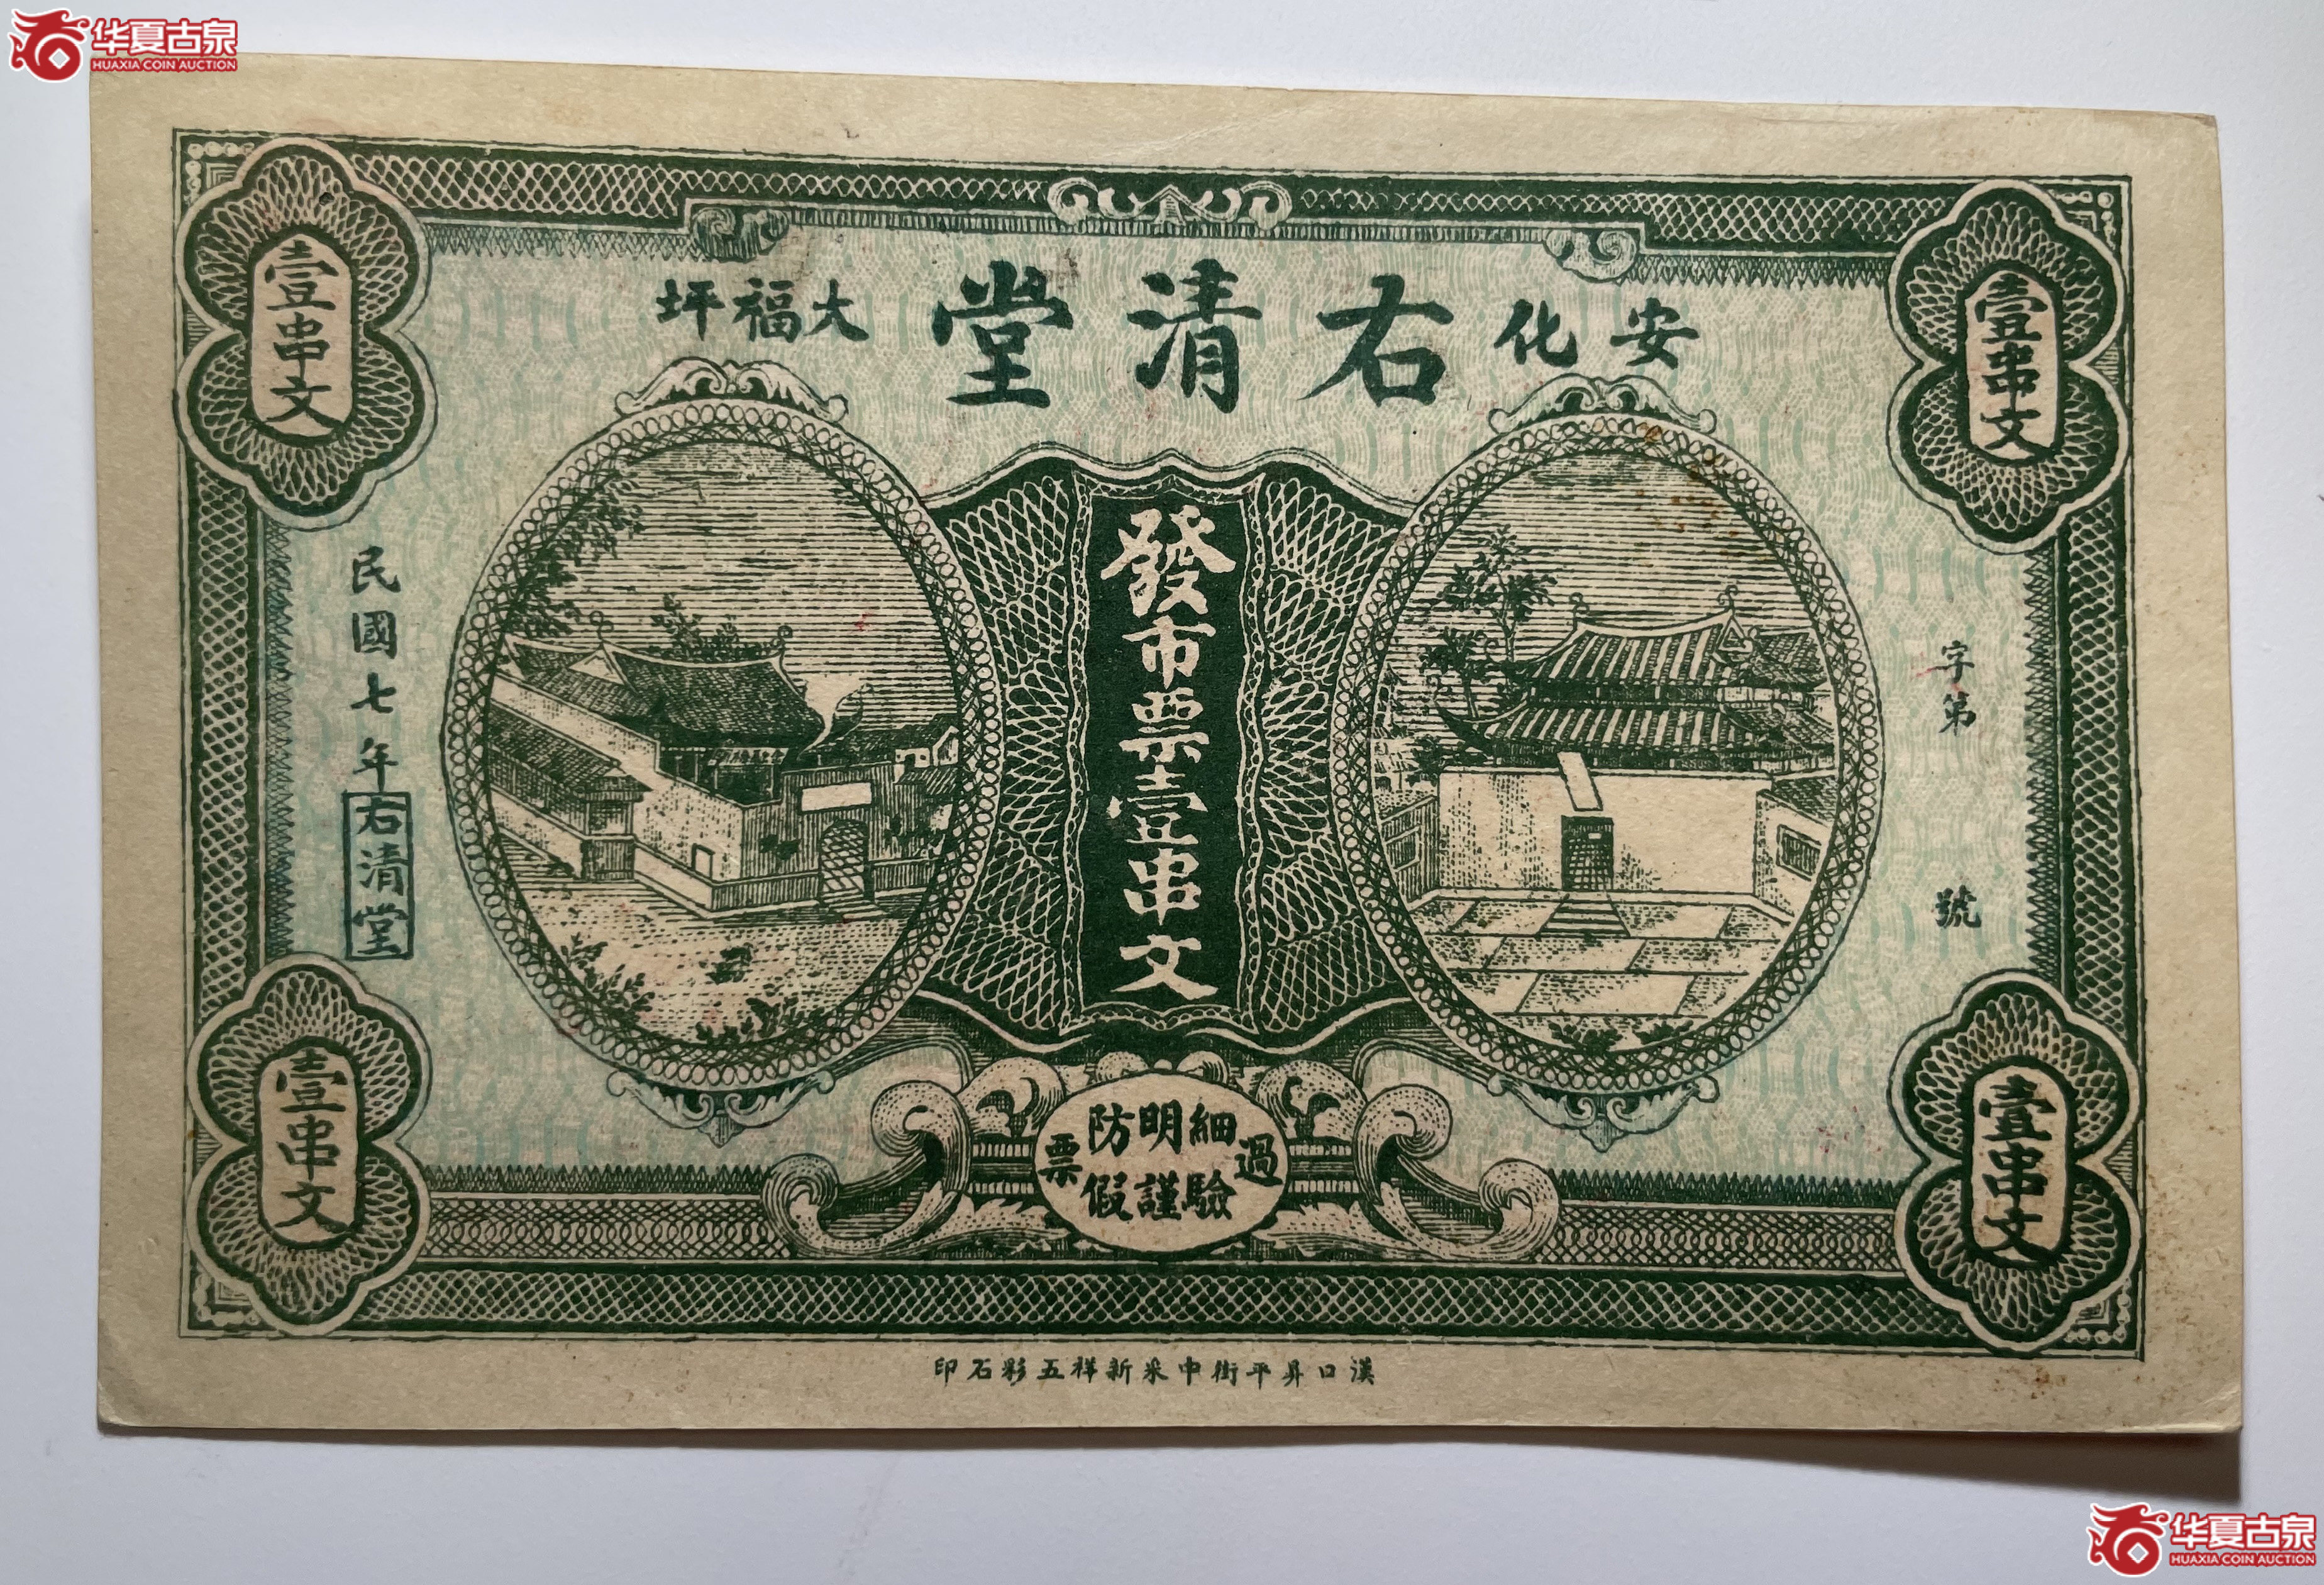 华夏古泉
HUAXIA COIN AUCTION
安化 右清堂 大福坪
壹串文
壹串文
發市票壹串文
字第 號
民國七年右清堂
過細驗明謹防假票
壹串文
壹串文
漢口昇平街中釆新祥五彩石印
华夏古泉
HUAXIA COIN AUCTION